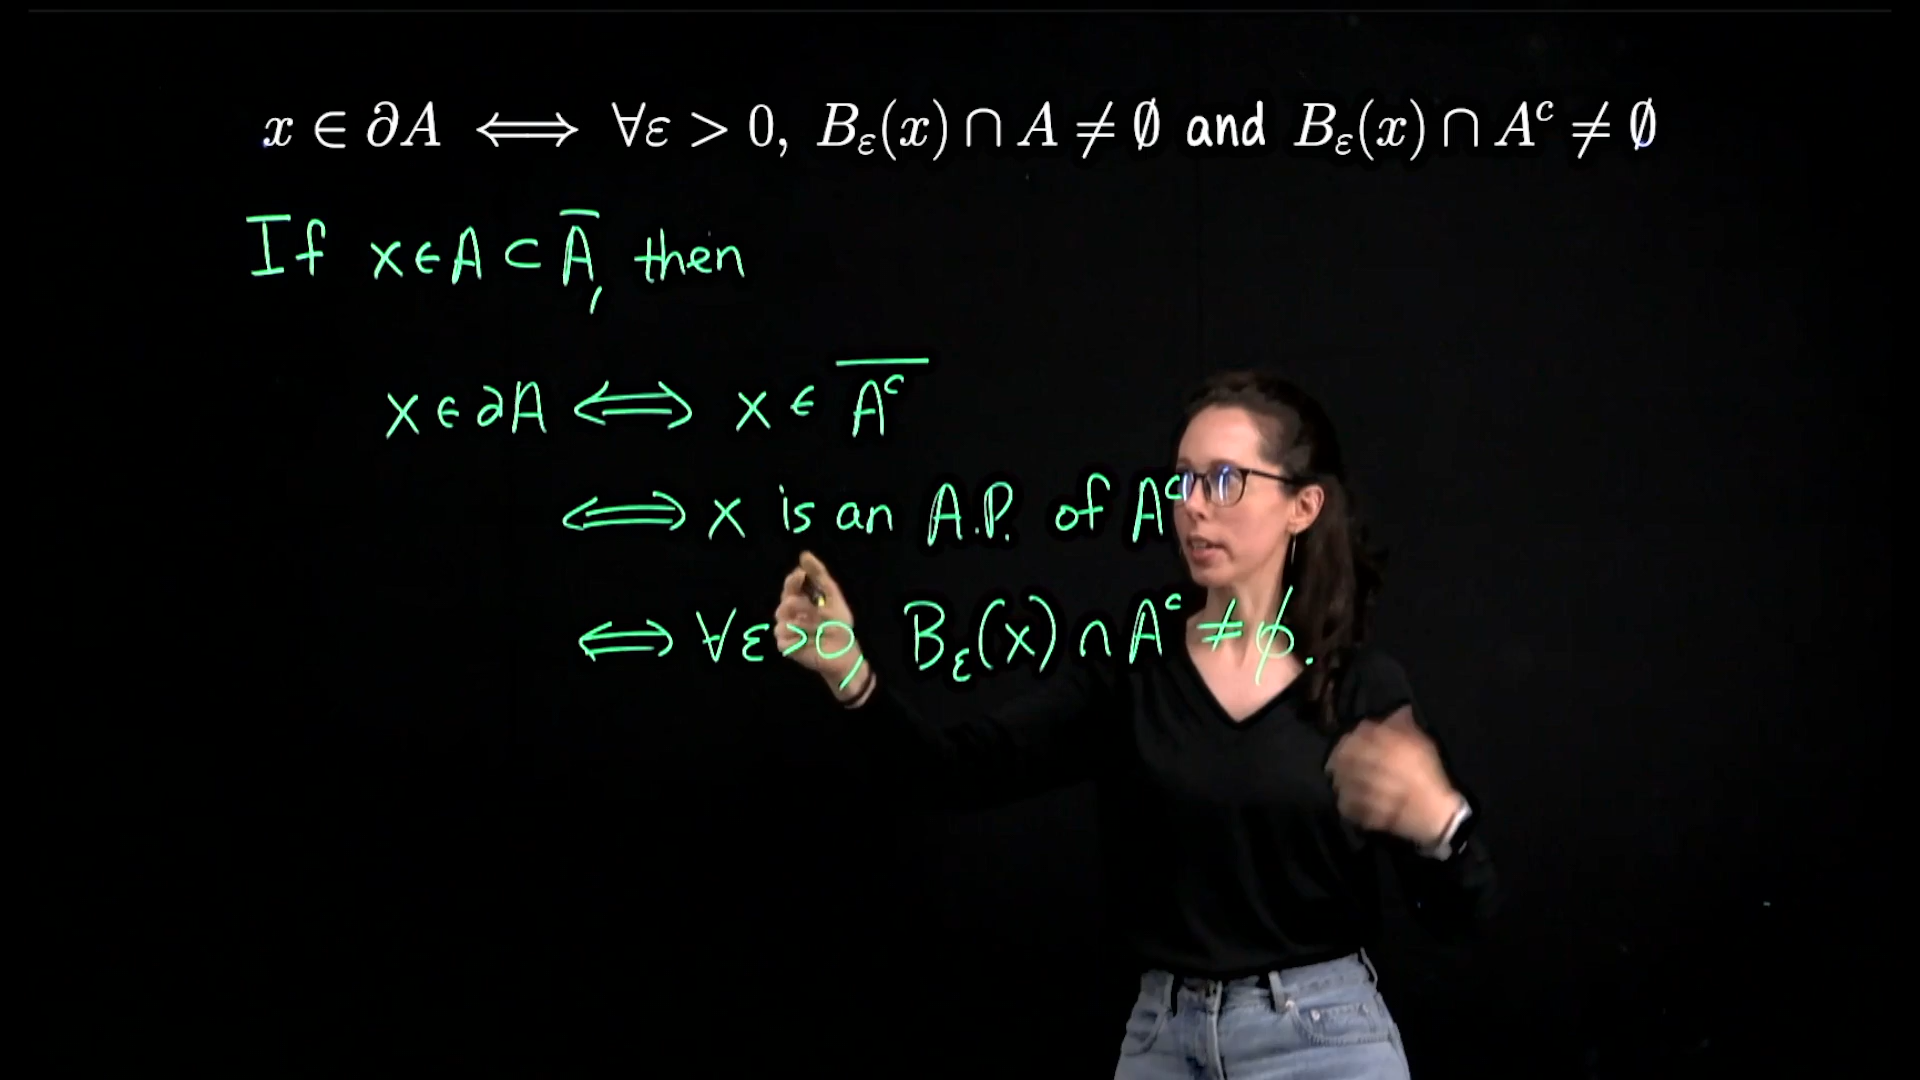 x ∈ ∂A ⟺ ∀ε > 0, B_ε(x) ∩ A ≠ ∅ and B_ε(x) ∩ A^c ≠ ∅
If x ∈ A ⊂ A̅, then
x ∈ ∂A ⟺ x ∈ \overline{A^c}
⟺ x is an A.P. of A^c
⟺ ∀ε > 0, B_ε(x) ∩ A^c ≠ ∅.